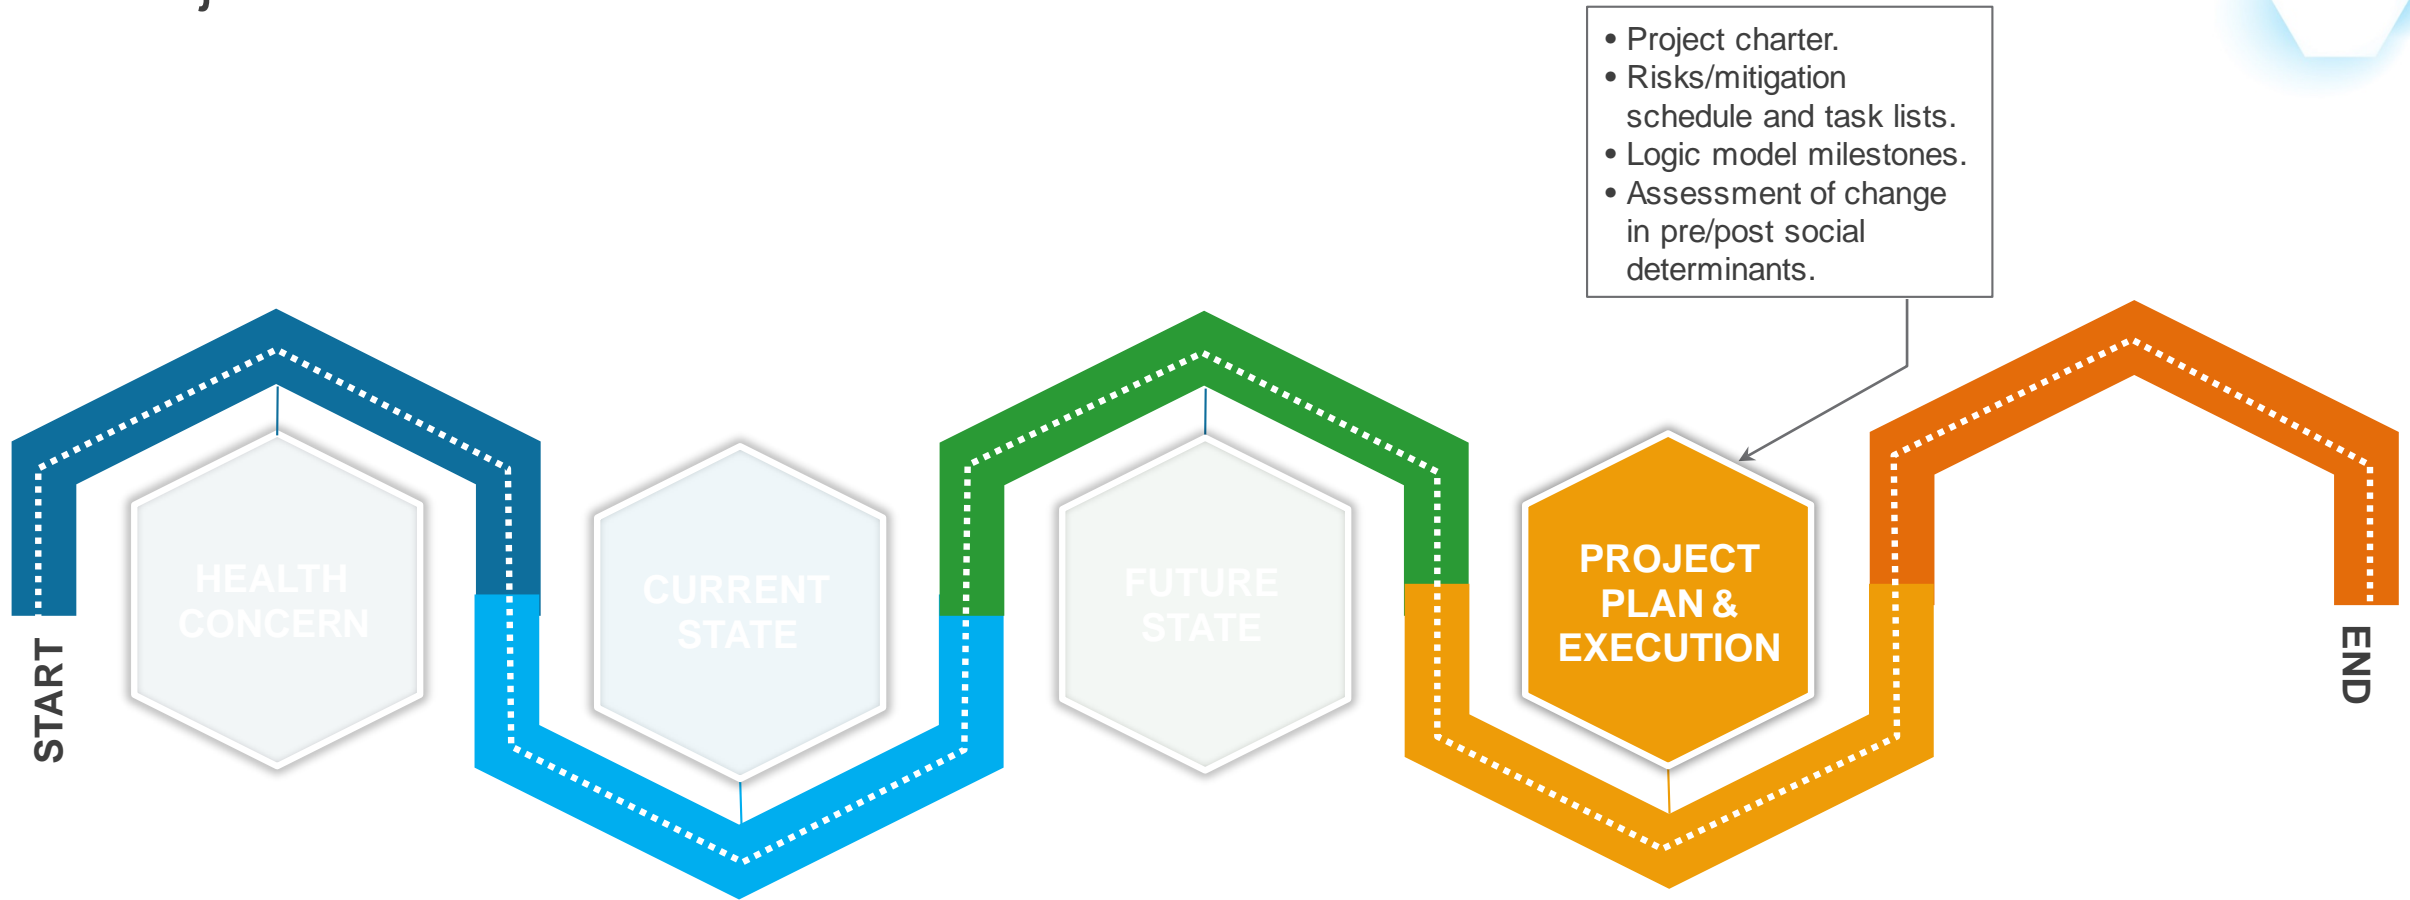 • Project charter.
• Risks/mitigation
schedule and task lists.
• Logic model milestones.
• Assessment of change
in pre/post social
determinants.
HEALTH
CONCERN
CURRENT
STATE
FUTURE
STATE
PROJECT
PLAN &
EXECUTION
START
END